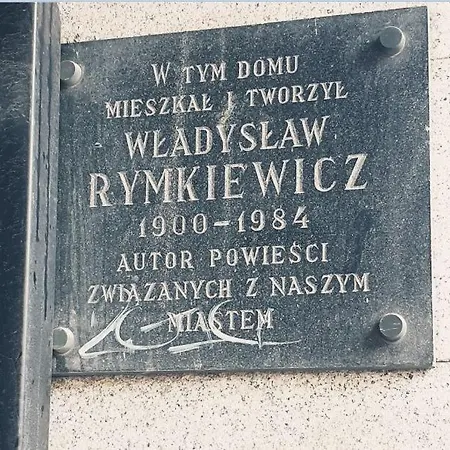 W TYM DOMU
MIESZKAŁ I TWORZYŁ
WŁADYSŁAW
RYMKIEWICZ
1900-1984
AUTOR POWIEŚCI
ZWIĄZANYCH Z NASZYM
MIASTEM